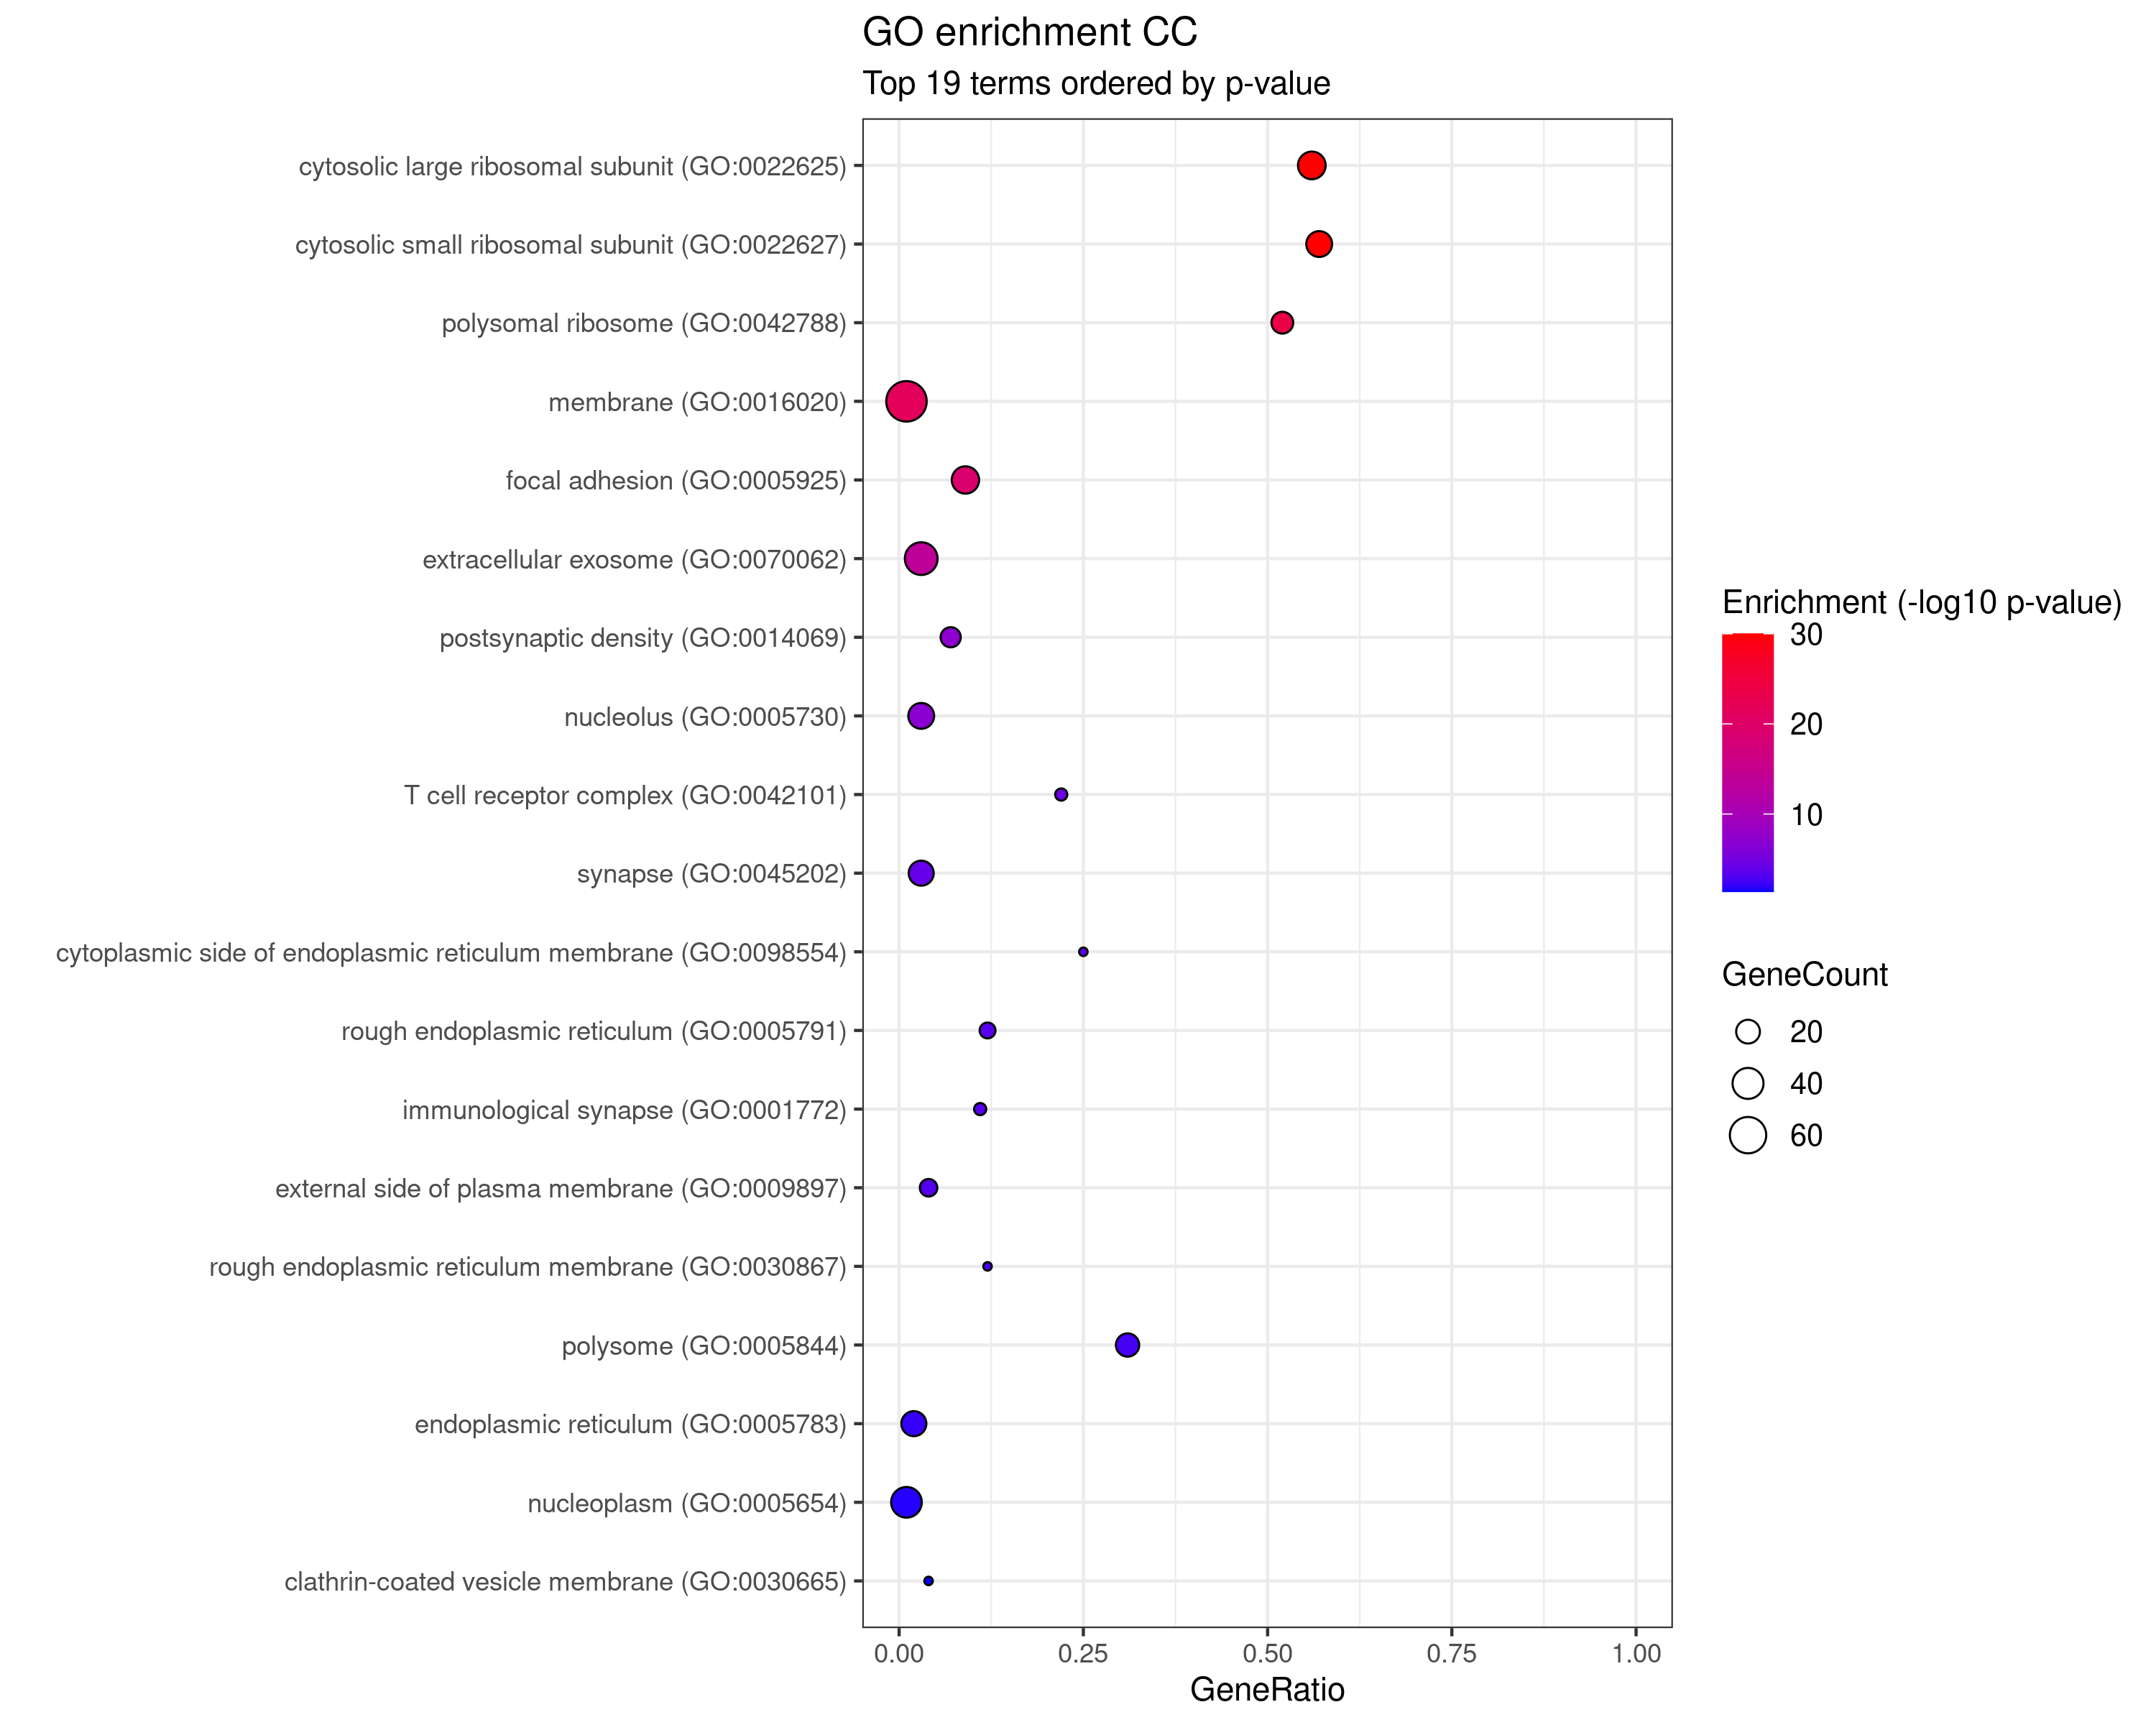 GO enrichment CC
Top 19 terms ordered by p-value
cytosolic large ribosomal subunit (GO:0022625)
cytosolic small ribosomal subunit (GO:0022627)
polysomal ribosome (GO:0042788)
membrane (GO:0016020)
focal adhesion (GO:0005925)
extracellular exosome (GO:0070062)
postsynaptic density (GO:0014069)
nucleolus (GO:0005730)
T cell receptor complex (GO:0042101)
synapse (GO:0045202)
cytoplasmic side of endoplasmic reticulum membrane (GO:0098554)
rough endoplasmic reticulum (GO:0005791)
immunological synapse (GO:0001772)
external side of plasma membrane (GO:0009897)
rough endoplasmic reticulum membrane (GO:0030867)
polysome (GO:0005844)
endoplasmic reticulum (GO:0005783)
nucleoplasm (GO:0005654)
clathrin-coated vesicle membrane (GO:0030665)
0.00 0.25 0.50 0.75 1.00
GeneRatio
Enrichment (-log10 p-value)
30
20
10
GeneCount
20
40
60